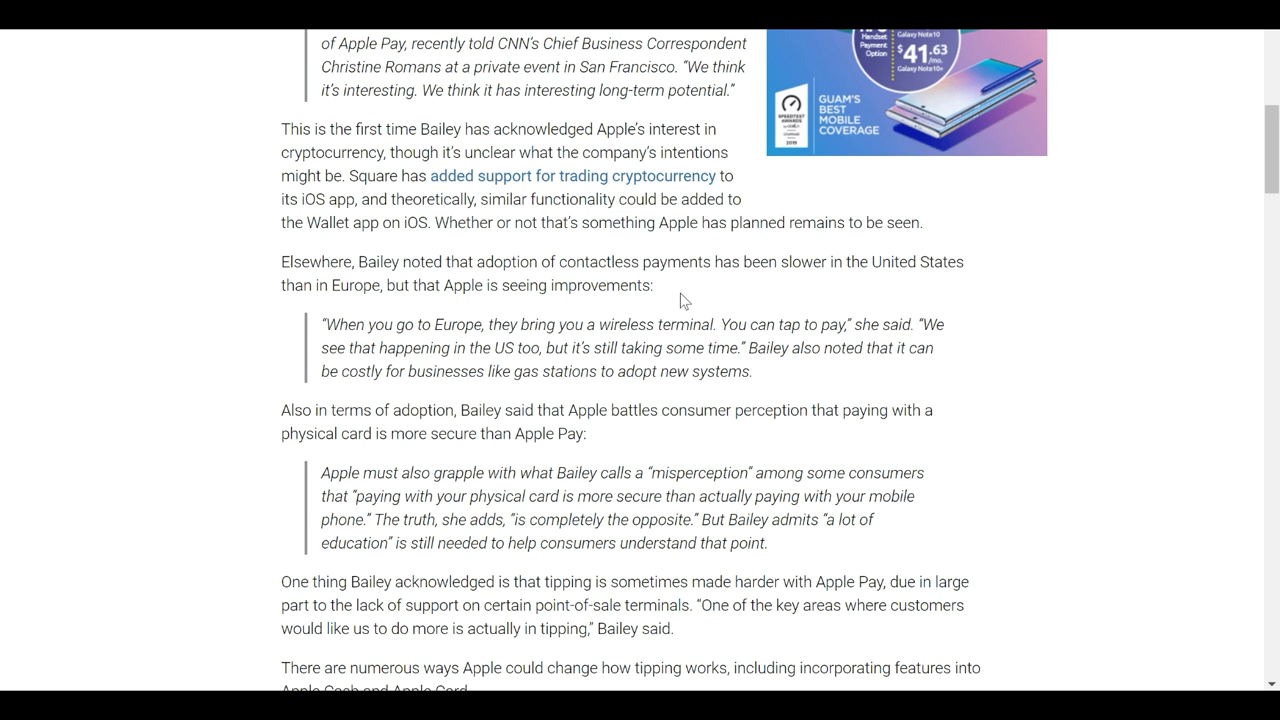 of Apple Pay, recently told CNN's Chief Business Correspondent
Christine Romans at a private event in San Francisco. “We think
it's interesting. We think it has interesting long-term potential.”
Handset
Payment
Option
Galaxy Note10
$41.63
/mo.
Galaxy Note10+
SPEEDTEST
AWARDS
2019
GUAM'S
BEST
MOBILE
COVERAGE
This is the first time Bailey has acknowledged Apple's interest in
cryptocurrency, though it's unclear what the company's intentions
might be. Square has added support for trading cryptocurrency to
its iOS app, and theoretically, similar functionality could be added to
the Wallet app on iOS. Whether or not that's something Apple has planned remains to be seen.
Elsewhere, Bailey noted that adoption of contactless payments has been slower in the United States
than in Europe, but that Apple is seeing improvements:
“When you go to Europe, they bring you a wireless terminal. You can tap to pay,” she said. “We
see that happening in the US too, but it's still taking some time.” Bailey also noted that it can
be costly for businesses like gas stations to adopt new systems.
Also in terms of adoption, Bailey said that Apple battles consumer perception that paying with a
physical card is more secure than Apple Pay:
Apple must also grapple with what Bailey calls a “misperception” among some consumers
that “paying with your physical card is more secure than actually paying with your mobile
phone.” The truth, she adds, “is completely the opposite.” But Bailey admits “a lot of
education” is still needed to help consumers understand that point.
One thing Bailey acknowledged is that tipping is sometimes made harder with Apple Pay, due in large
part to the lack of support on certain point-of-sale terminals. “One of the key areas where customers
would like us to do more is actually in tipping,” Bailey said.
There are numerous ways Apple could change how tipping works, including incorporating features into
Apple Cash and Apple Card.